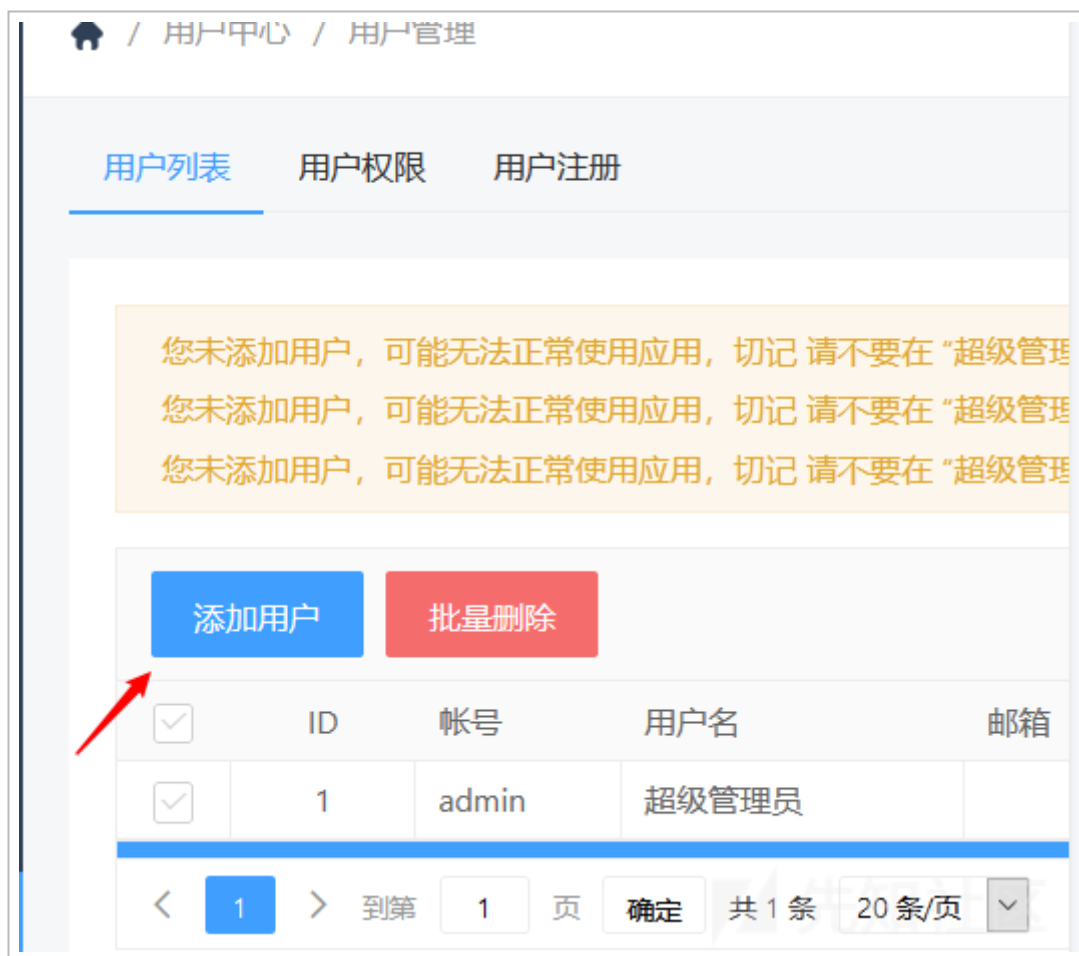 / 用户中心 / 用户管理
用户列表 用户权限 用户注册
您未添加用户，可能无法正常使用应用，切记 请不要在 “超级管理
您未添加用户，可能无法正常使用应用，切记 请不要在 “超级管理
您未添加用户，可能无法正常使用应用，切记 请不要在 “超级管理
添加用户 批量删除
ID 帐号 用户名 邮箱
1 admin 超级管理员
1 到第 1 页 确定 共 1 条 20 条/页
先知社区